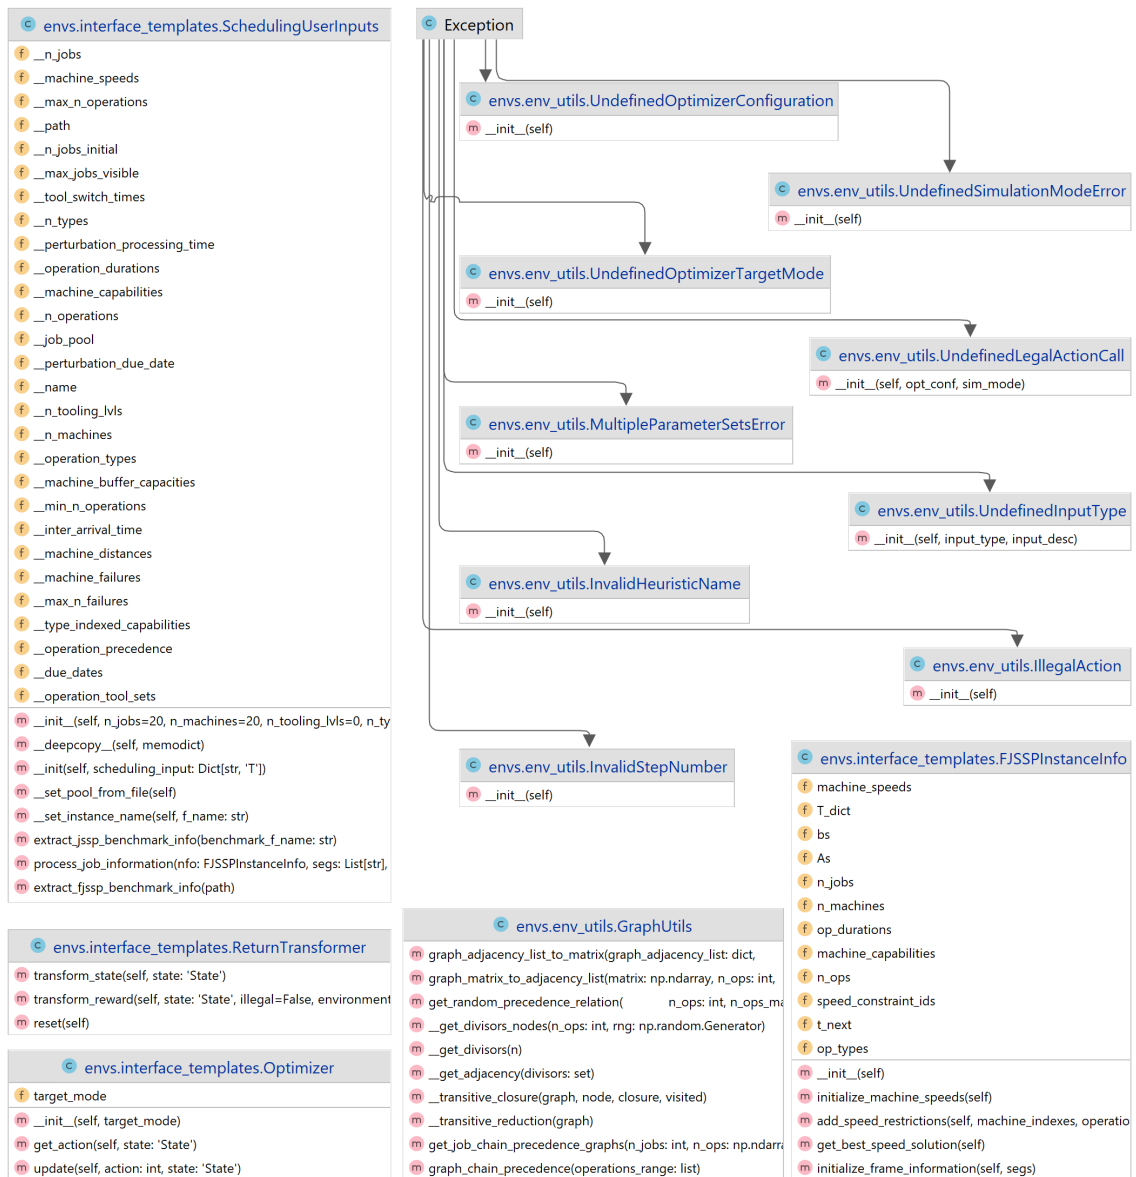 envs.interface_templates.SchedulingUserInputs
__n_jobs
__machine_speeds
__max_n_operations
__path
__n_jobs_initial
__max_jobs_visible
__tool_switch_times
__n_types
__perturbation_processing_time
__operation_durations
__machine_capabilities
__n_operations
__job_pool
__perturbation_due_date
__name
__n_tooling_lvls
__n_machines
__operation_types
__machine_buffer_capacities
__min_n_operations
__inter_arrival_time
__machine_distances
__machine_failures
__max_n_failures
__type_indexed_capabilities
__operation_precedence
__due_dates
__operation_tool_sets
__init__(self, n_jobs=20, n_machines=20, n_tooling_lvls=0, n_ty
__deepcopy__(self, memodict)
__init(self, scheduling_input: Dict[str, 'T'])
__set_pool_from_file(self)
__set_instance_name(self, f_name: str)
extract_jssp_benchmark_info(benchmark_f_name: str)
process_job_information(nfo: FJSSPInstanceInfo, segs: List[str],
extract_fjssp_benchmark_info(path)
envs.interface_templates.ReturnTransformer
transform_state(self, state: 'State')
transform_reward(self, state: 'State', illegal=False, environment
reset(self)
envs.interface_templates.Optimizer
target_mode
__init__(self, target_mode)
get_action(self, state: 'State')
update(self, action: int, state: 'State')
Exception
envs.env_utils.UndefinedOptimizerConfiguration
__init__(self)
envs.env_utils.UndefinedSimulationModeError
__init__(self)
envs.env_utils.UndefinedOptimizerTargetMode
__init__(self)
envs.env_utils.UndefinedLegalActionCall
__init__(self, opt_conf, sim_mode)
envs.env_utils.MultipleParameterSetsError
__init__(self)
envs.env_utils.UndefinedInputType
__init__(self, input_type, input_desc)
envs.env_utils.InvalidHeuristicName
__init__(self)
envs.env_utils.IllegalAction
__init__(self)
envs.env_utils.InvalidStepNumber
__init__(self)
envs.env_utils.GraphUtils
graph_adjacency_list_to_matrix(graph_adjacency_list: dict,
graph_matrix_to_adjacency_list(matrix: np.ndarray, n_ops: int,
get_random_precedence_relation( n_ops: int, n_ops_ma
__get_divisors_nodes(n_ops: int, rng: np.random.Generator)
__get_divisors(n)
__get_adjacency(divisors: set)
__transitive_closure(graph, node, closure, visited)
__transitive_reduction(graph)
get_job_chain_precedence_graphs(n_jobs: int, n_ops: np.ndarra
graph_chain_precedence(operations_range: list)
envs.interface_templates.FJSSPInstanceInfo
machine_speeds
T_dict
bs
As
n_jobs
n_machines
op_durations
machine_capabilities
n_ops
speed_constraint_ids
t_next
op_types
__init__(self)
initialize_machine_speeds(self)
add_speed_restrictions(self, machine_indexes, operatio
get_best_speed_solution(self)
initialize_frame_information(self, segs)